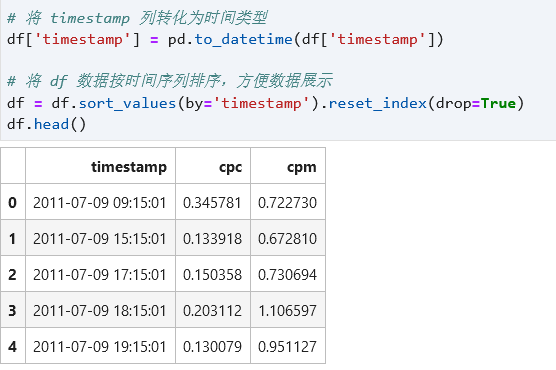 # 将 timestamp 列转化为时间类型
df['timestamp'] = pd.to_datetime(df['timestamp'])
# 将 df 数据按时间序列排序，方便数据展示
df = df.sort_values(by='timestamp').reset_index(drop=True)
df.head()
timestamp cpc cpm
0 2011-07-09 09:15:01 0.345781 0.722730
1 2011-07-09 15:15:01 0.133918 0.672810
2 2011-07-09 17:15:01 0.150358 0.730694
3 2011-07-09 18:15:01 0.203112 1.106597
4 2011-07-09 19:15:01 0.130079 0.951127